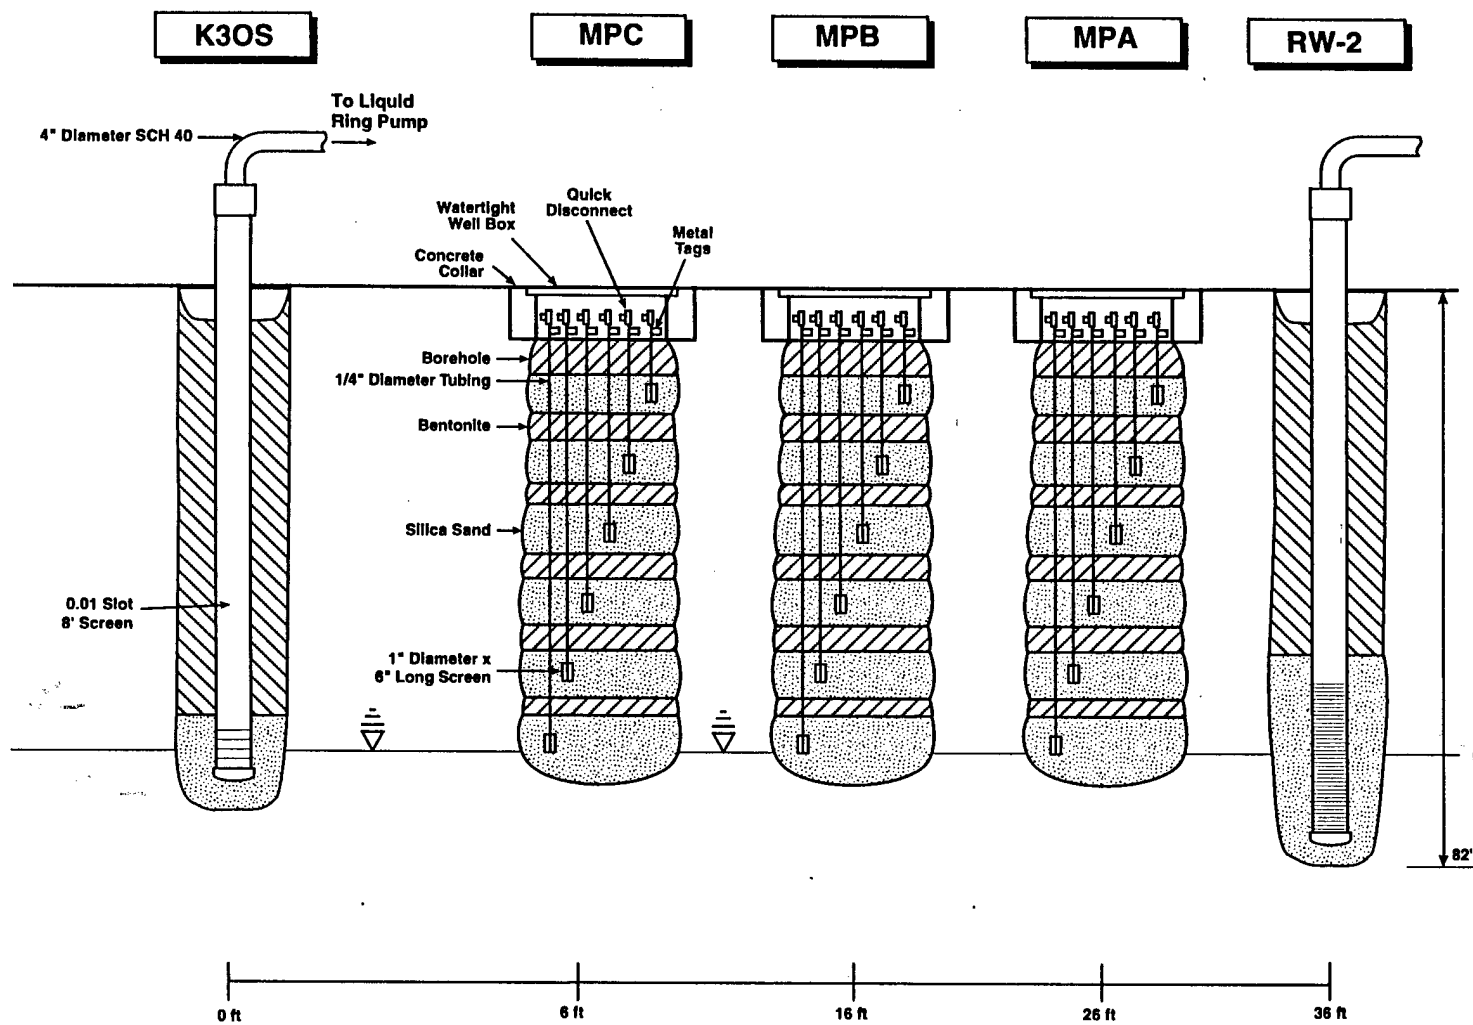 K3OS
MPC
MPB
MPA
RW-2
To Liquid
Ring Pump
4" Diameter SCH 40
Quick
Disconnect
Watertight
Well Box
Metal
Tags
Concrete
Collar
Borehole
1/4" Diameter Tubing
Bentonite
Silica Sand
0.01 Slot
8' Screen
1" Diameter x
6" Long Screen
82'
0 ft
6 ft
16 ft
26 ft
36 ft